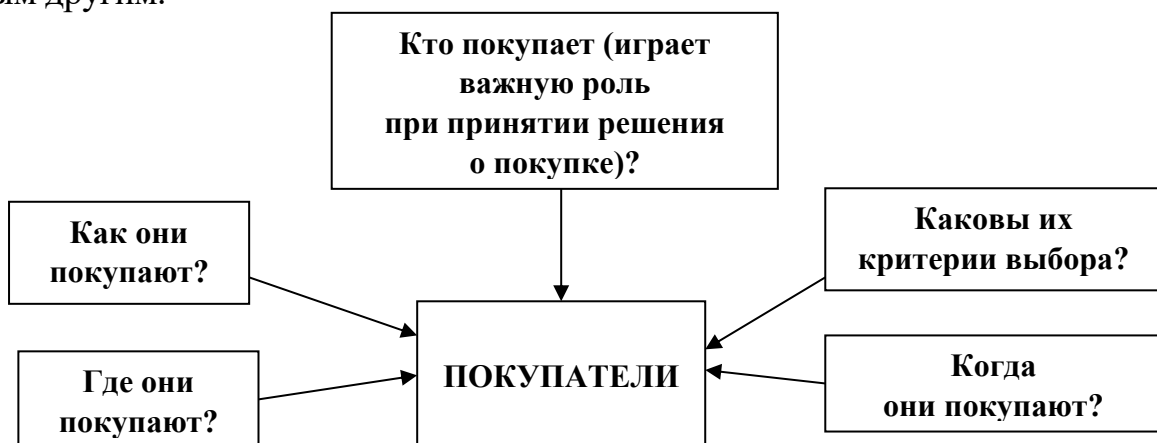 другим.
Кто покупает (играет
важную роль
при принятии решения
о покупке)?
Как они
покупают?
Каковы их
критерии выбора?
ПОКУПАТЕЛИ
Где они
покупают?
Когда
они покупают?